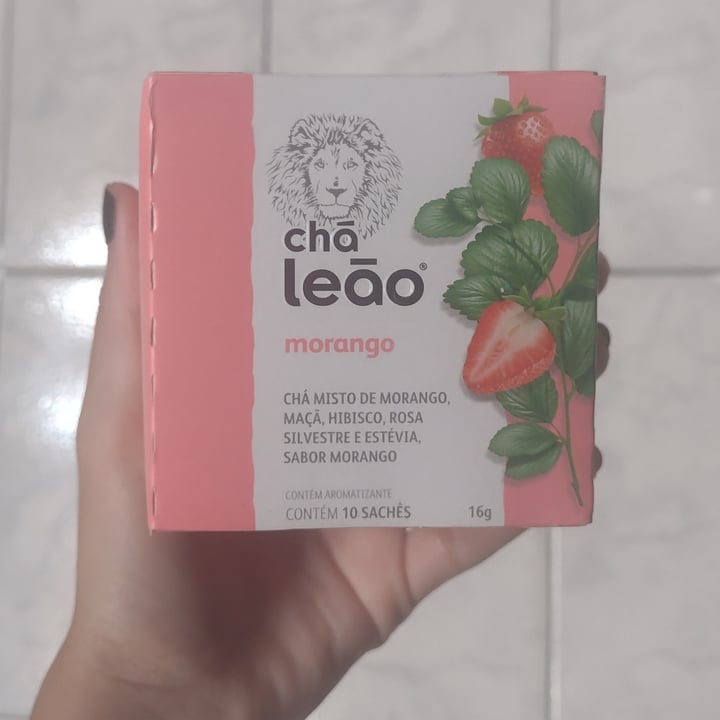 chá
leão®
morango
CHÁ MISTO DE MORANGO,
MAÇÃ, HIBISCO, ROSA
SILVESTRE E ESTÉVIA,
SABOR MORANGO
CONTÉM AROMATIZANTE
CONTÉM 10 SACHÊS 16g